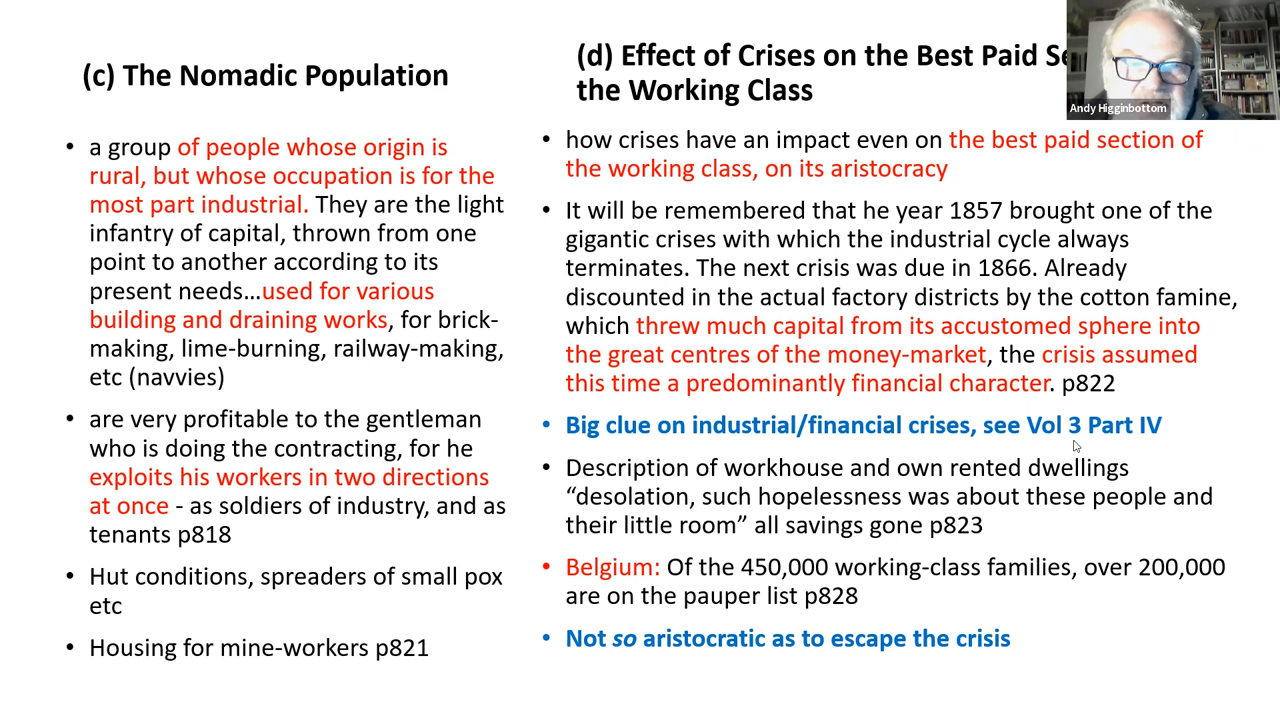 (c) The Nomadic Population
• a group of people whose origin is
rural, but whose occupation is for the
most part industrial. They are the light
infantry of capital, thrown from one
point to another according to its
present needs…used for various
building and draining works, for brick-
making, lime-burning, railway-making,
etc (navvies)
• are very profitable to the gentleman
who is doing the contracting, for he
exploits his workers in two directions
at once - as soldiers of industry, and as
tenants p818
• Hut conditions, spreaders of small pox
etc
• Housing for mine-workers p821
(d) Effect of Crises on the Best Paid
the Working Class
• how crises have an impact even on the best paid section of
the working class, on its aristocracy
• It will be remembered that he year 1857 brought one of the
gigantic crises with which the industrial cycle always
terminates. The next crisis was due in 1866. Already
discounted in the actual factory districts by the cotton famine,
which threw much capital from its accustomed sphere into
the great centres of the money-market, the crisis assumed
this time a predominantly financial character. p822
• Big clue on industrial/financial crises, see Vol 3 Part IV
• Description of workhouse and own rented dwellings
“desolation, such hopelessness was about these people and
their little room” all savings gone p823
• Belgium: Of the 450,000 working-class families, over 200,000
are on the pauper list p828
• Not so aristocratic as to escape the crisis
Andy Higginbottom